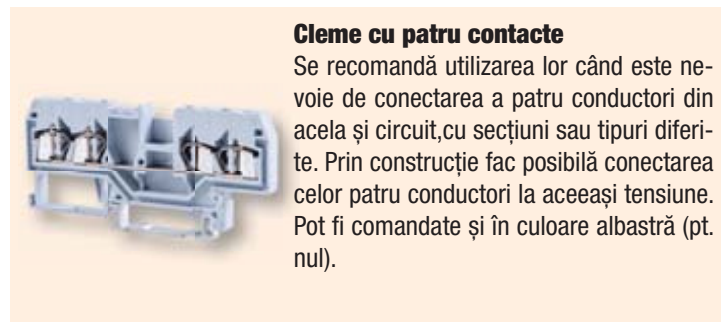 Cleme cu patru contacte
Se recomandă utilizarea lor când este ne-
voie de conectarea a patru conductori din
acela și circuit,cu secțiuni sau tipuri diferi-
te. Prin construcție fac posibilă conectarea
celor patru conductori la aceeași tensiune.
Pot fi comandate și în culoare albastră (pt.
nul).